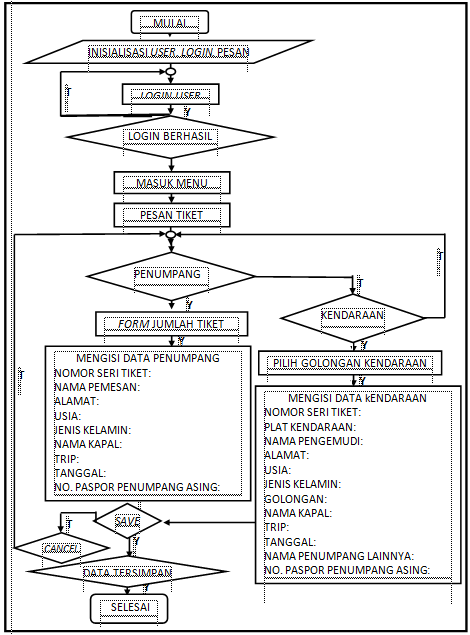 MULAI
INISIALISASI USER, LOGIN, PESAN
T
LOGIN USER
Y
LOGIN BERHASIL
MASUK MENU
PESAN TIKET
T
PENUMPANG
T
Y
KENDARAAN
FORM JUMLAH TIKET
Y
Y
PILIH GOLONGAN KENDARAAN
Y
MENGISI DATA PENUMPANG
NOMOR SERI TIKET:
NAMA PEMESAN:
ALAMAT:
USIA:
JENIS KELAMIN:
NAMA KAPAL:
TRIP:
TANGGAL:
NO. PASPOR PENUMPANG ASING:
T
MENGISI DATA KENDARAAN
NOMOR SERI TIKET:
PLAT KENDARAAN:
NAMA PENGEMUDI:
ALAMAT:
USIA:
JENIS KELAMIN:
GOLONGAN:
NAMA KAPAL:
TRIP:
TANGGAL:
NAMA PENUMPANG LAINNYA:
NO. PASPOR PENUMPANG ASING:
SAVE
T
Y
CANCEL
DATA TERSIMPAN
Y
SELESAI